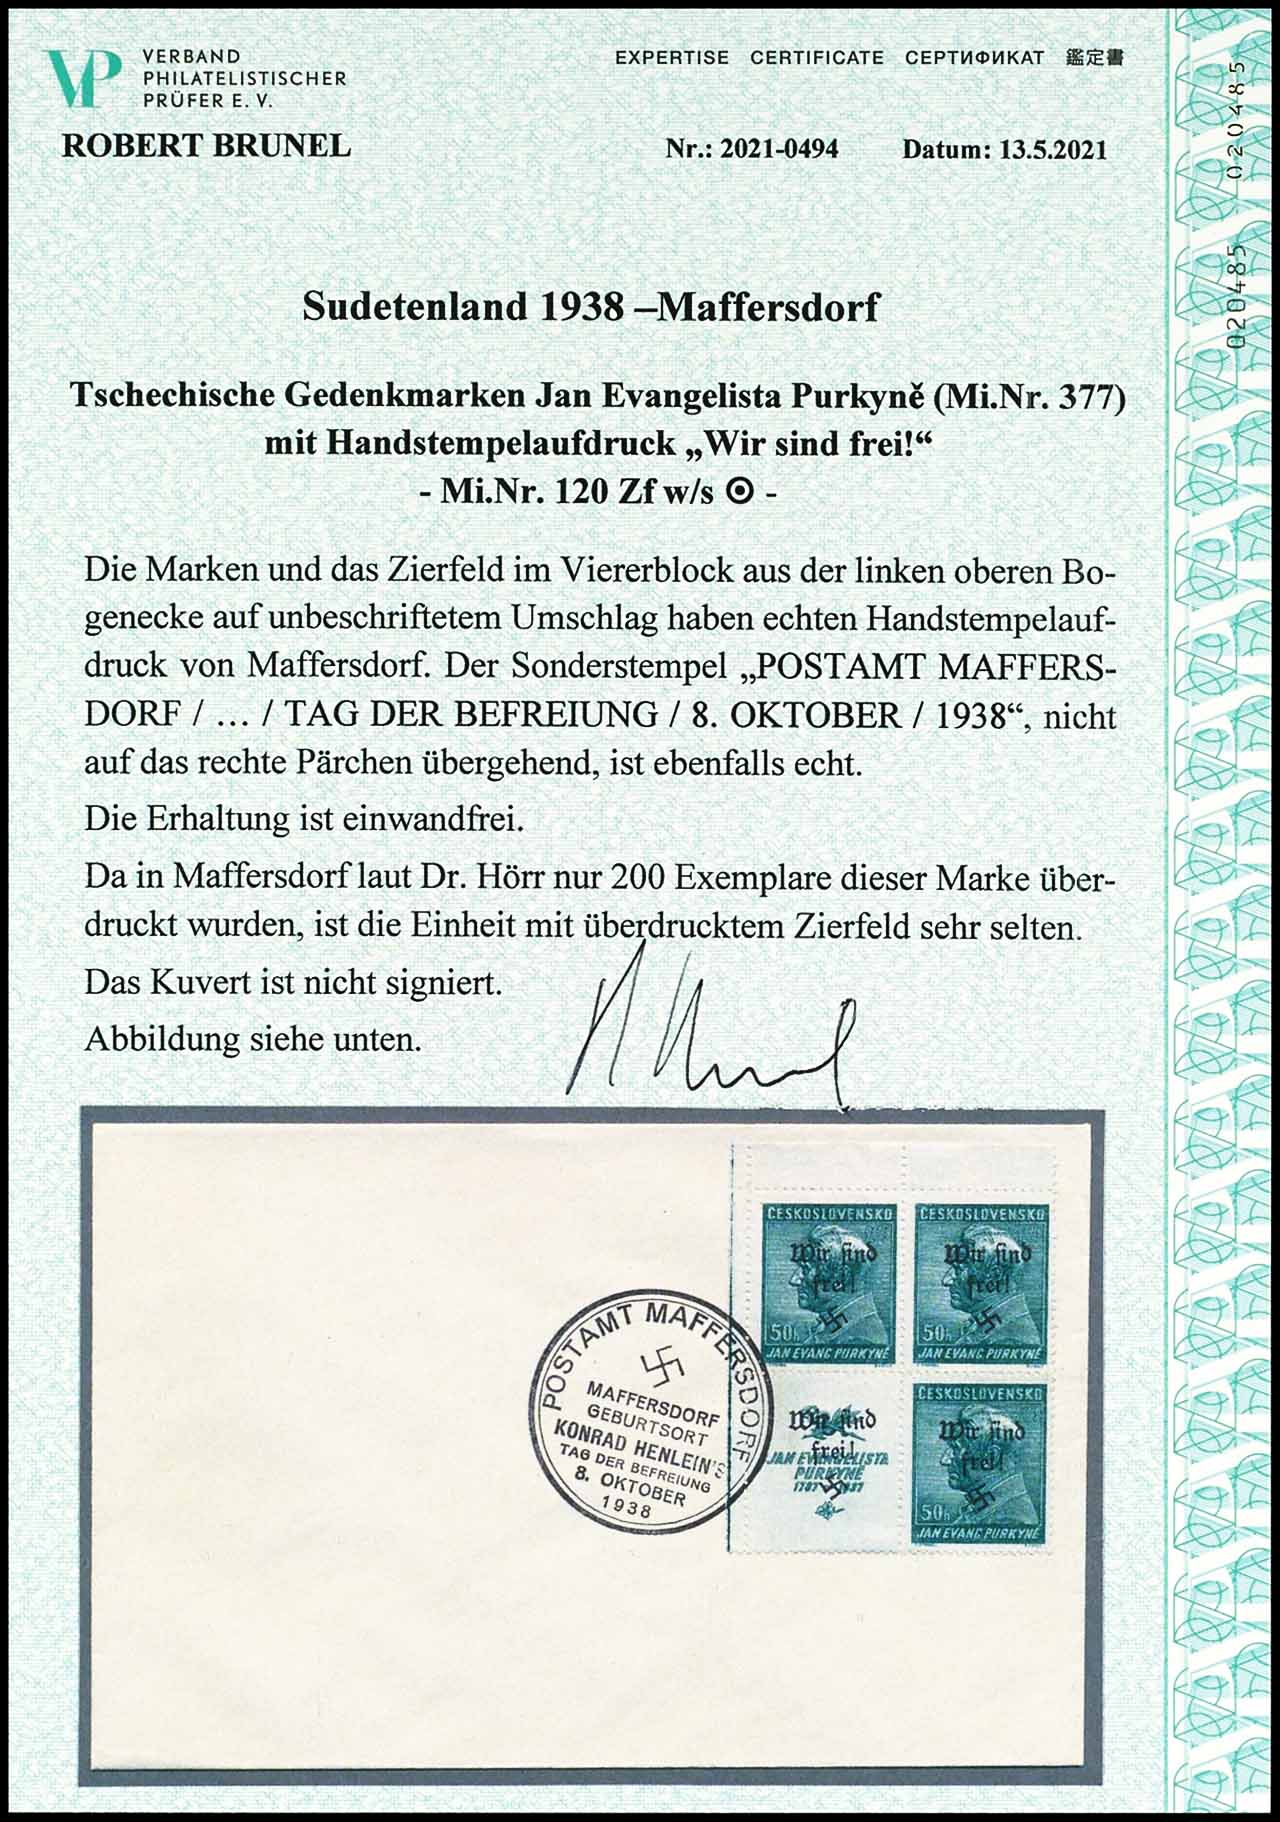 VP
VERBAND
PHILATELISTISCHER
PRÜFER E. V.
EXPERTISE CERTIFICATE СЕРТИФИКАТ 鑑定書
ROBERT BRUNEL
Nr.: 2021-0494 Datum: 13.5.2021
020485 020485
Sudetenland 1938 –Maffersdorf
Tschechische Gedenkmarken Jan Evangelista Purkyně (Mi.Nr. 377)
mit Handstempelaufdruck „Wir sind frei!“
- Mi.Nr. 120 Zf w/s ⊙ -
Die Marken und das Zierfeld im Viererblock aus der linken oberen Bo-
genecke auf unbeschriftetem Umschlag haben echten Handstempelauf-
druck von Maffersdorf. Der Sonderstempel „POSTAMT MAFFERS-
DORF / … / TAG DER BEFREIUNG / 8. OKTOBER / 1938“, nicht
auf das rechte Pärchen übergehend, ist ebenfalls echt.
Die Erhaltung ist einwandfrei.
Da in Maffersdorf laut Dr. Hörr nur 200 Exemplare dieser Marke über-
druckt wurden, ist die Einheit mit überdrucktem Zierfeld sehr selten.
Das Kuvert ist nicht signiert.
Abbildung siehe unten.
ČESKOSLOVENSKO
Wir sind
frei!
50h
JAN EVANG. PURKYNĚ
ČESKOSLOVENSKO
Wir sind
frei!
50h
JAN EVANG. PURKYNĚ
POSTAMT MAFFERSDORF
MAFFERSDORF
GEBURTSORT
KONRAD HENLEIN'S
TAG DER BEFREIUNG
8. OKTOBER
1938
Wir sind
frei!
JAN EVANGELISTA
PURKYNĚ
1787 1937
ČESKOSLOVENSKO
Wir sind
frei!
50h
JAN EVANG. PURKYNĚ